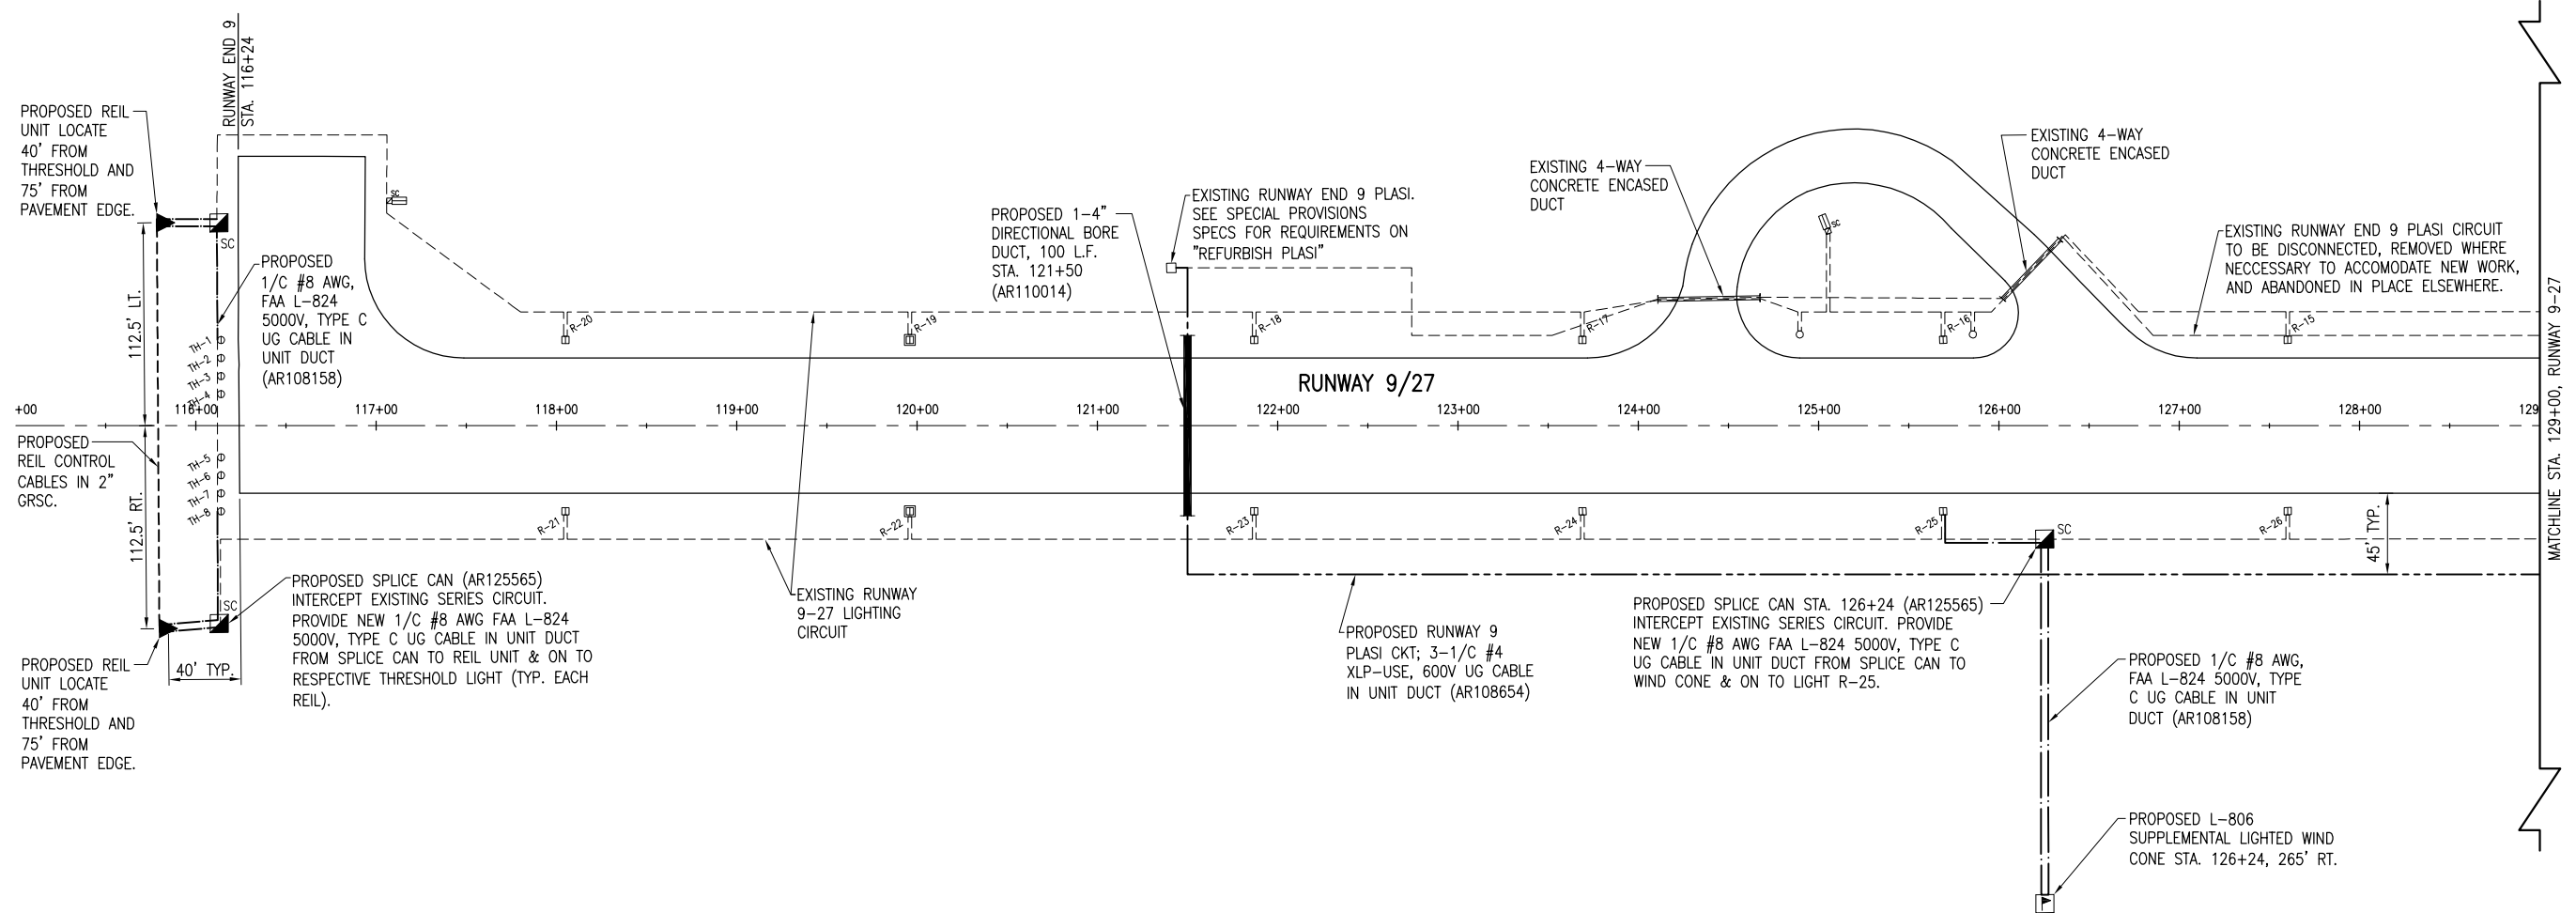 RUNWAY END 9
STA. 116+24
PROPOSED REIL
UNIT LOCATE
40' FROM
THRESHOLD AND
75' FROM
PAVEMENT EDGE.
SC
SC
112.5' LT.
PROPOSED
1/C #8 AWG,
FAA L-824
5000V, TYPE C
UG CABLE IN
UNIT DUCT
(AR108158)
TH-1
TH-2
TH-3
TH-4
PROPOSED 1-4"
DIRECTIONAL BORE
DUCT, 100 L.F.
STA. 121+50
(AR110014)
EXISTING RUNWAY END 9 PLASI.
SEE SPECIAL PROVISIONS
SPECS FOR REQUIREMENTS ON
"REFURBISH PLASI"
EXISTING 4-WAY
CONCRETE ENCASED
DUCT
EXISTING 4-WAY
CONCRETE ENCASED
DUCT
SC
EXISTING RUNWAY END 9 PLASI CIRCUIT
TO BE DISCONNECTED, REMOVED WHERE
NECCESSARY TO ACCOMODATE NEW WORK,
AND ABANDONED IN PLACE ELSEWHERE.
R-20
R-19
R-18
R-17
R-16
R-15
RUNWAY 9/27
+00
116+00
117+00
118+00
119+00
120+00
121+00
122+00
123+00
124+00
125+00
126+00
127+00
128+00
129
MATCHLINE STA. 129+00, RUNWAY 9-27
PROPOSED
REIL CONTROL
CABLES IN 2"
GRSC.
TH-5
TH-6
TH-7
TH-8
112.5' RT.
R-21
R-22
R-23
R-24
R-25
R-26
SC
45' TYP.
SC
PROPOSED REIL
UNIT LOCATE
40' FROM
THRESHOLD AND
75' FROM
PAVEMENT EDGE.
40' TYP.
PROPOSED SPLICE CAN (AR125565)
INTERCEPT EXISTING SERIES CIRCUIT.
PROVIDE NEW 1/C #8 AWG FAA L-824
5000V, TYPE C UG CABLE IN UNIT DUCT
FROM SPLICE CAN TO REIL UNIT & ON TO
RESPECTIVE THRESHOLD LIGHT (TYP. EACH
REIL).
EXISTING RUNWAY
9-27 LIGHTING
CIRCUIT
PROPOSED RUNWAY 9
PLASI CKT; 3-1/C #4
XLP-USE, 600V UG CABLE
IN UNIT DUCT (AR108654)
PROPOSED SPLICE CAN STA. 126+24 (AR125565)
INTERCEPT EXISTING SERIES CIRCUIT. PROVIDE
NEW 1/C #8 AWG FAA L-824 5000V, TYPE C
UG CABLE IN UNIT DUCT FROM SPLICE CAN TO
WIND CONE & ON TO LIGHT R-25.
PROPOSED 1/C #8 AWG,
FAA L-824 5000V, TYPE
C UG CABLE IN UNIT
DUCT (AR108158)
PROPOSED L-806
SUPPLEMENTAL LIGHTED WIND
CONE STA. 126+24, 265' RT.